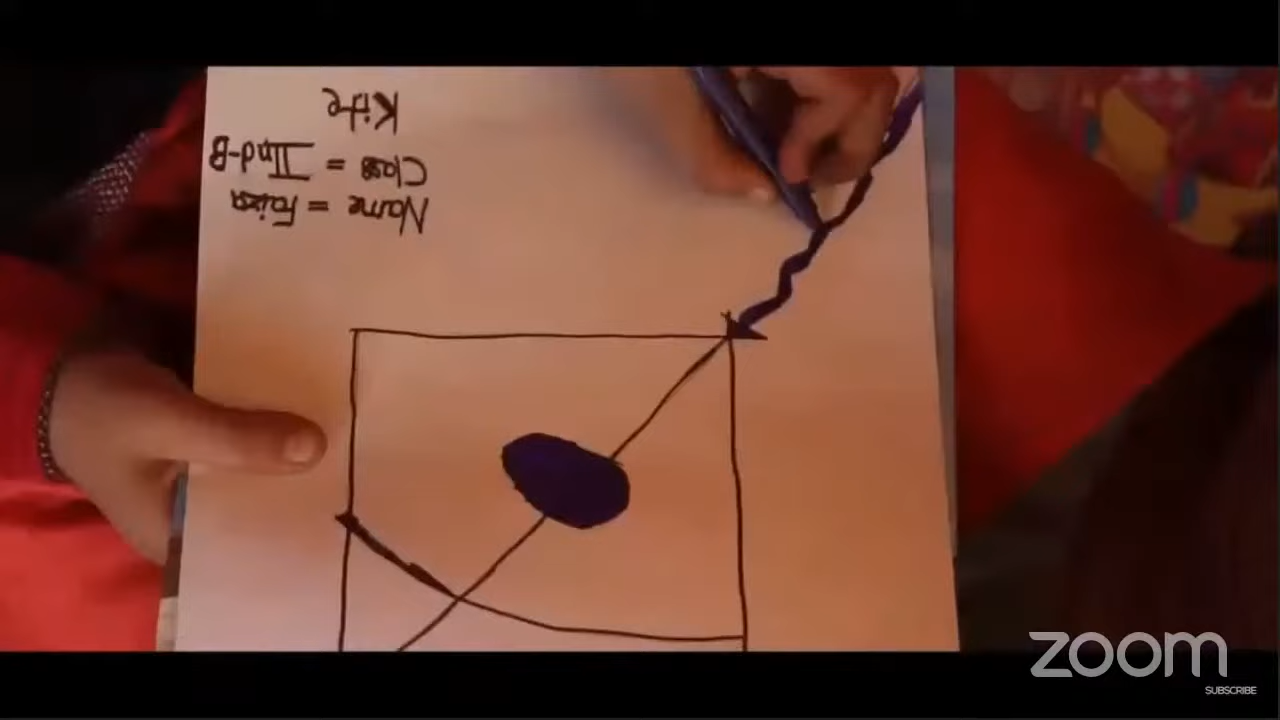 Name = Faiza
Class = IInd-B
Kite
zoom
SUBSCRIBE